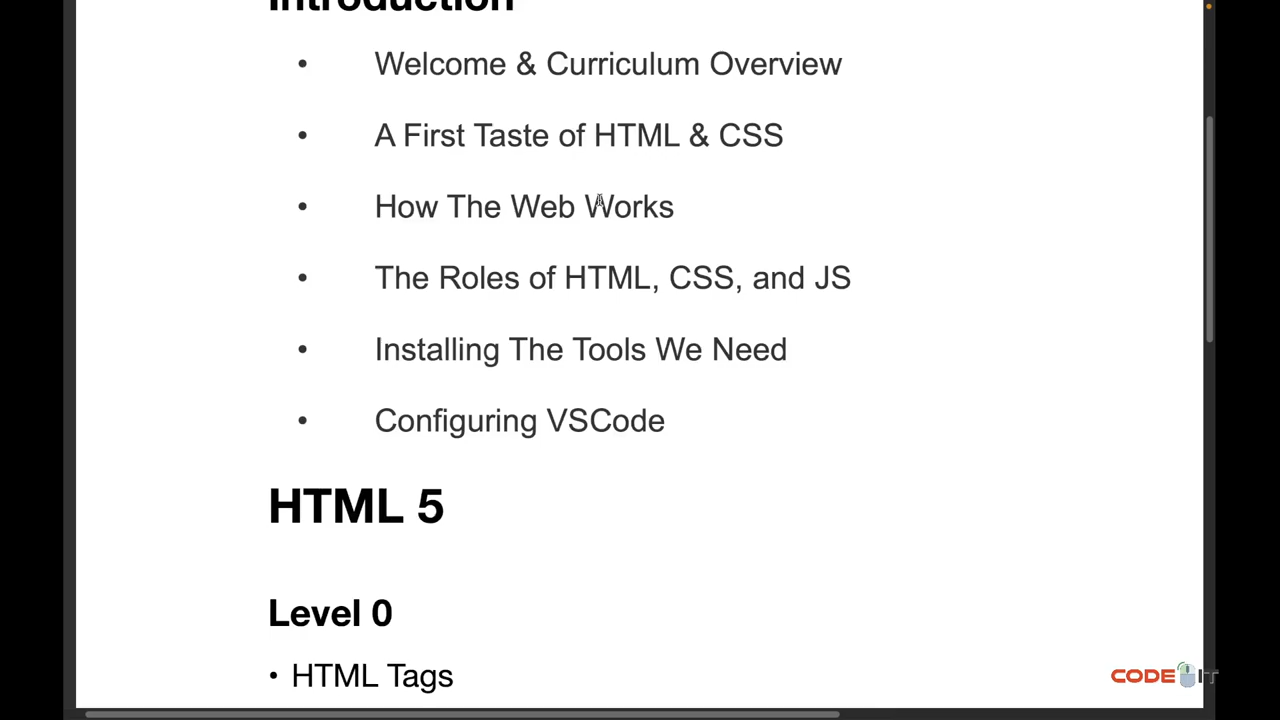 Introduction
• Welcome & Curriculum Overview
• A First Taste of HTML & CSS
• How The Web Works
• The Roles of HTML, CSS, and JS
• Installing The Tools We Need
• Configuring VSCode
HTML 5
Level 0
• HTML Tags
CODE IT